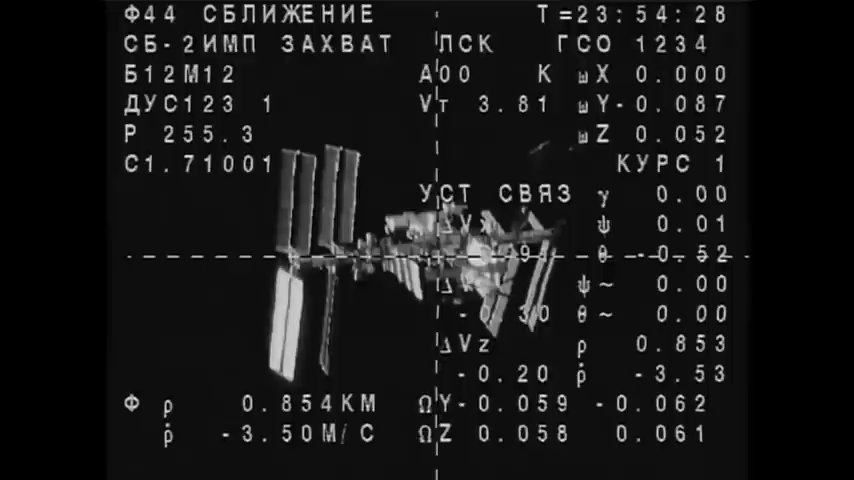 Ф44 СБЛИЖЕНИЕ T=23:54:28
СБ-2ИМП ЗАХВАТ ЛСК ГСО 1234
Б12М12 А00 К ωX 0.000
ДУС123 1 Vт 3.81 ωY-0.087
Р 255.3 ωZ 0.052
С1.71001 КУРС 1
УСТ СВЯЗ γ 0.00
ΔV ψ 0.01
θ -0.52
Δ ψ~ 0.00
-0.30 θ~ 0.00
ΔVz ρ 0.853
-0.20 ρ̇ -3.53
Ф ρ 0.854КМ ΩY-0.059 -0.062
ρ̇ -3.50М/С ΩZ 0.058 0.061